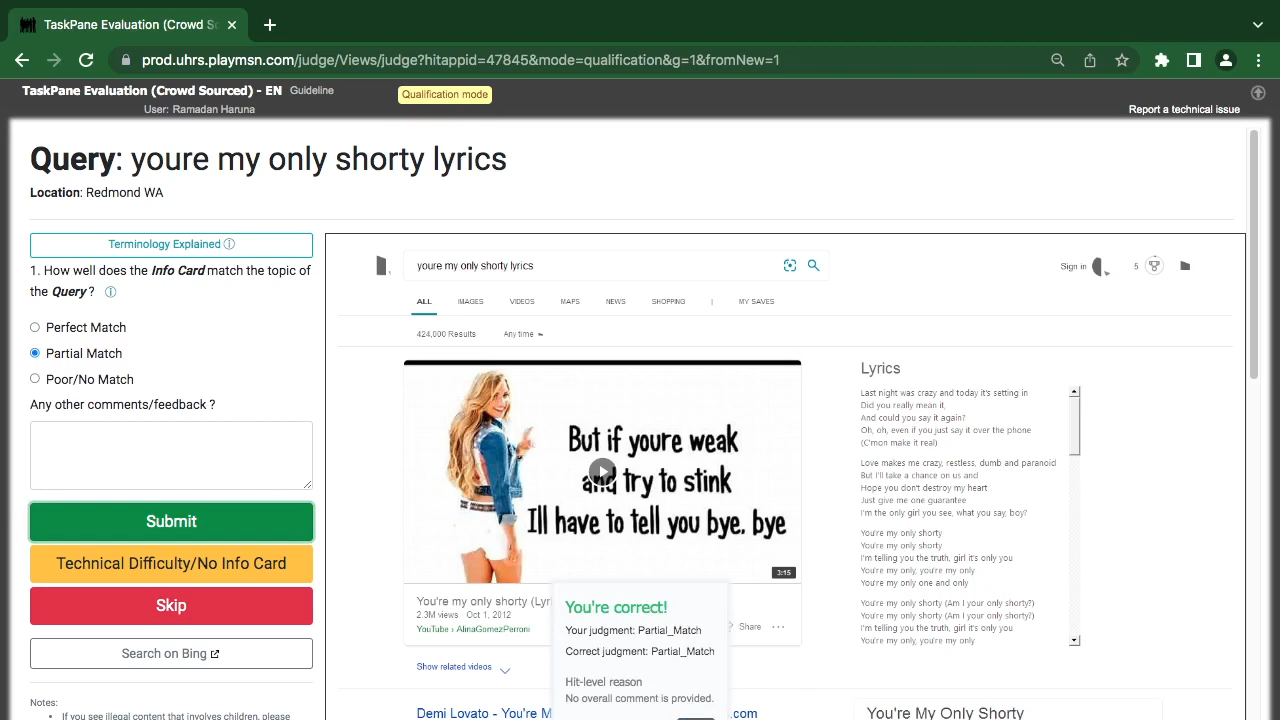 TaskPane Evaluation (Crowd Sc
prod.uhrs.playmsn.com/judge/Views/judge?hitappid=47845&mode=qualification&g=1&fromNew=1
TaskPane Evaluation (Crowd Sourced) - EN Guideline
Qualification mode
User: Ramadan Haruna
Report a technical issue
Query: youre my only shorty lyrics
Location: Redmond WA
Terminology Explained
1. How well does the Info Card match the topic of
the Query?
Perfect Match
Partial Match
Poor/No Match
Any other comments/feedback?
Submit
Technical Difficulty/No Info Card
Skip
Search on Bing
Notes:
If you see illegal content that involves children, please
youre my only shorty lyrics
Sign in
5
ALL IMAGES VIDEOS MAPS NEWS SHOPPING | MY SAVES
424,000 Results Any time
But if youre weak
and try to stink
Ill have to tell you bye. bye
3:15
You're my only shorty (Lyri
2.3M views Oct 1, 2012
YouTube › AlinaGomezPerroni
Share
Show related videos
Demi Lovato - You're M
.com
Lyrics
Last night was crazy and today it's setting in
Did you really mean it,
And could you say it again?
Oh, oh, even if you just say it over the phone
(C'mon make it real)
Love makes me crazy, restless, dumb and paranoid
But I'll take a chance on us and
Hope you don't destroy my heart
Just give me one guarantee
I'm the only girl you see, what you say, boy?
You're my only shorty
You're my only shorty
I'm telling you the truth, girl it's only you
You're my only, you're my only
You're my only one and only
You're my only shorty (Am I your only shorty?)
You're my only shorty (Am I your only shorty?)
I'm telling you the truth, girl it's only you
You're my only, you're my only
You're My Only Shorty
You're correct!
Your judgment: Partial_Match
Correct judgment: Partial_Match
Hit-level reason
No overall comment is provided.